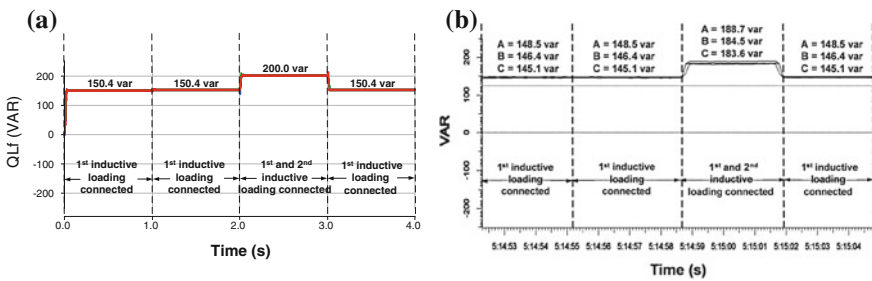 (a)
QLf (VAR)
200
100
0
-100
-200
150.4 var
150.4 var
200.0 var
150.4 var
1st inductive
loading
connected
1st inductive
loading
connected
1st and 2nd
inductive
loading connected
1st inductive
loading
connected
0.0
1.0
2.0
3.0
4.0
Time (s)
(b)
VAR
200
100
0
-100
-200
A = 148.5 var
B = 146.4 var
C = 145.1 var
A = 148.5 var
B = 146.4 var
C = 145.1 var
A = 188.7 var
B = 184.5 var
C = 183.6 var
A = 148.5 var
B = 146.4 var
C = 145.1 var
1st inductive
loading
connected
1st inductive
loading
connected
1st and 2nd
inductive
loading connected
1st inductive
loading
connected
5:14:53
5:14:54
5:14:55
5:14:56
5:14:57
5:14:58
5:14:59
5:15:00
5:15:01
5:15:02
5:15:03
5:15:04
Time (s)